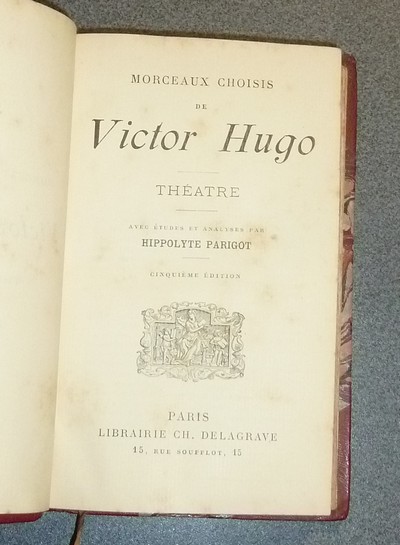 MORCEAUX CHOISIS
DE
Victor Hugo
THÉATRE
AVEC ÉTUDES ET ANALYSES PAR
HIPPOLYTE PARIGOT
CINQUIÈME ÉDITION
PARIS
LIBRAIRIE CH. DELAGRAVE
15, RUE SOUFFLOT, 15